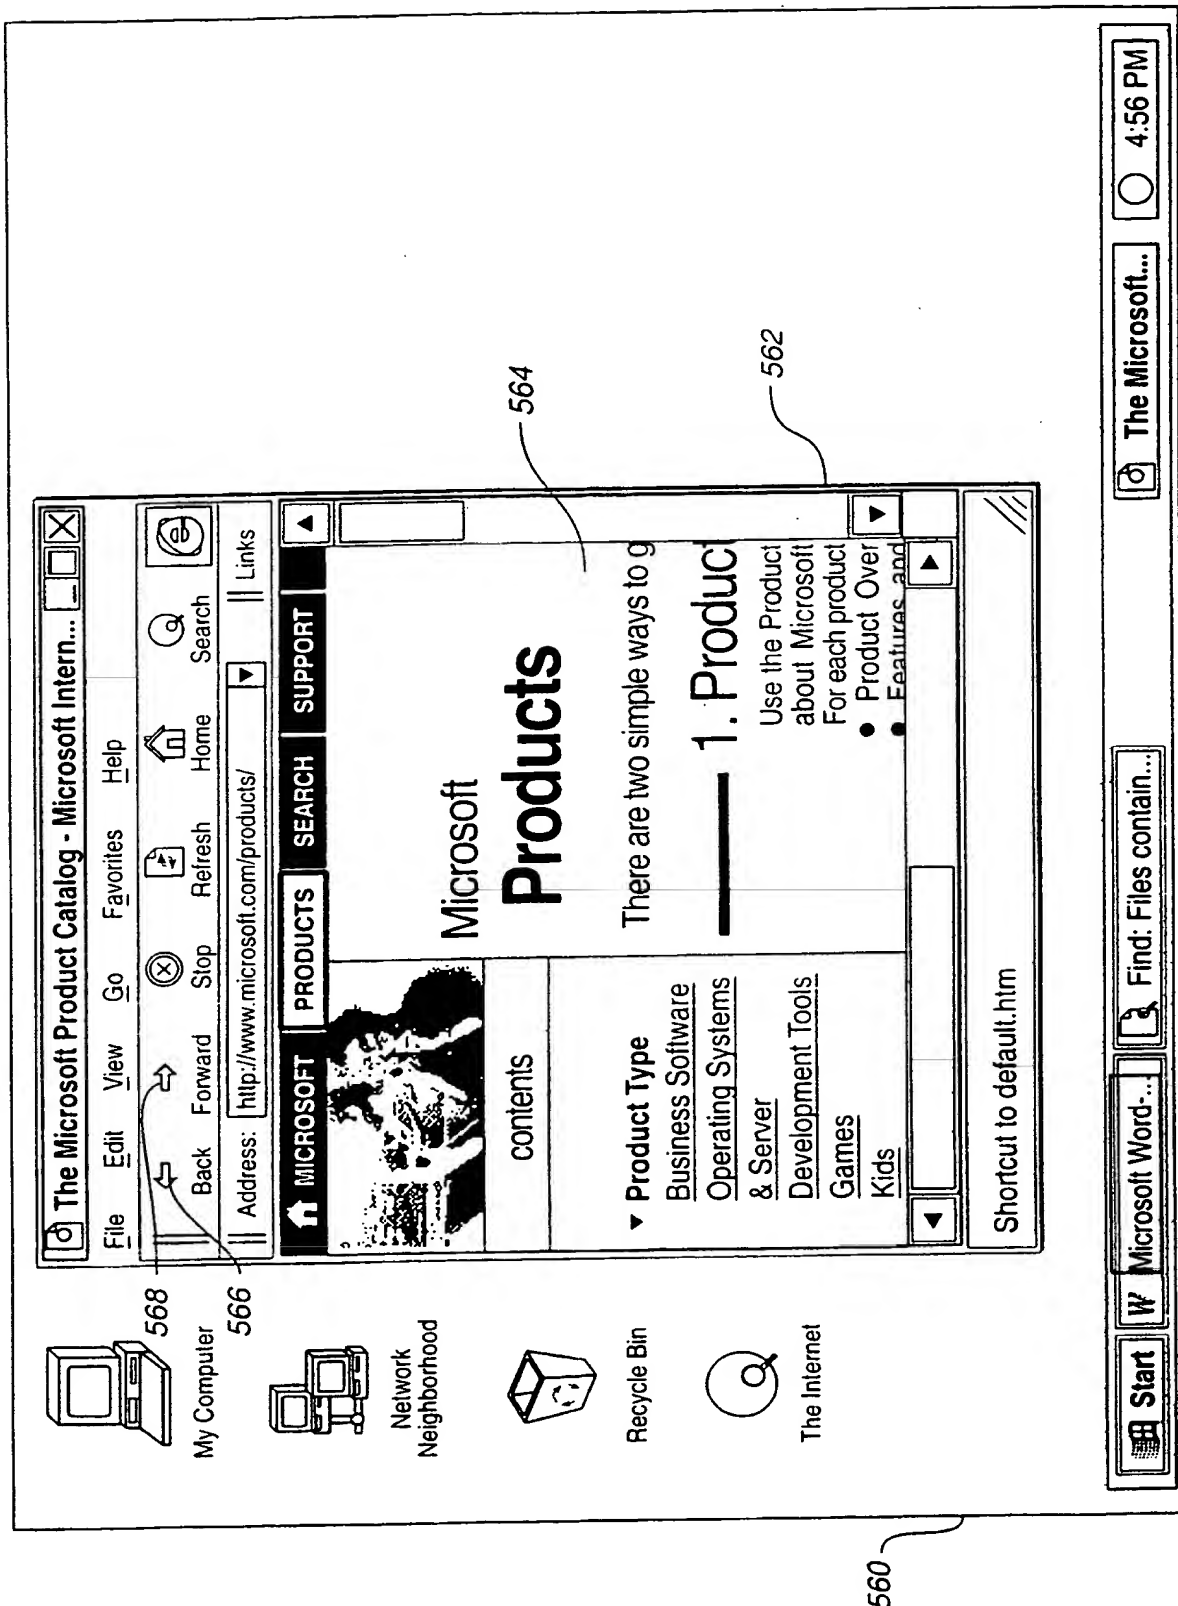 The Microsoft Product Catalog - Microsoft Intern...
File Edit View Go Favorites Help
Back Forward Stop Refresh Home Search
Address: http://www.microsoft.com/products/ Links
MICROSOFT PRODUCTS SEARCH SUPPORT
contents
▼ Product Type
Business Software
Operating Systems
& Server
Development Tools
Games
Kids
Microsoft
Products
There are two simple ways to g
1. Product
Use the Product
about Microsoft
For each product
● Product Over
● Features and
Shortcut to default.htm
My Computer
Network
Neighborhood
Recycle Bin
The Internet
Start
W Microsoft Word-...
Find: Files contain...
The Microsoft...
4:56 PM
568
566
564
562
560